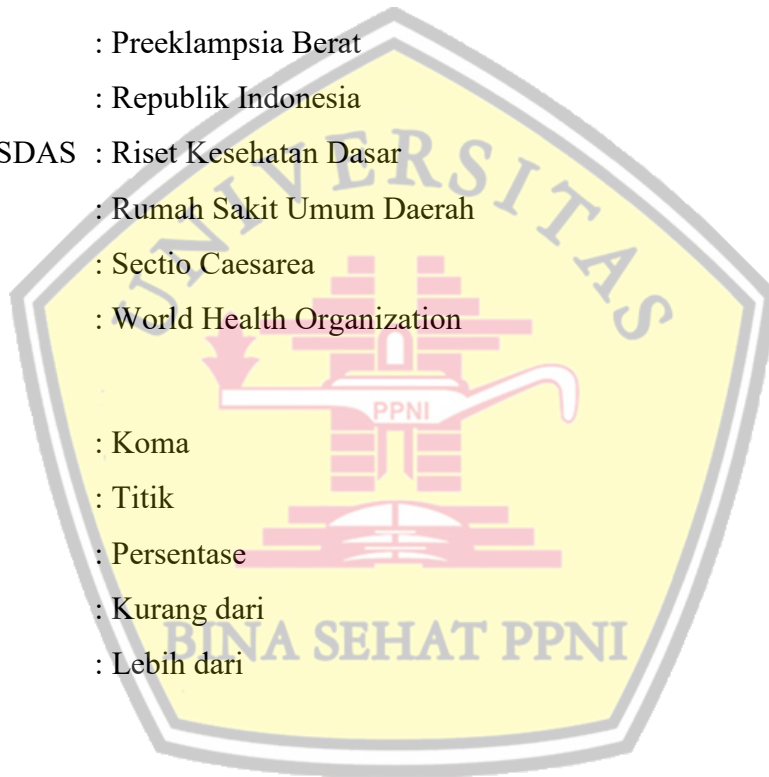 : Preeklampsia Berat
: Republik Indonesia
SDAS : Riset Kesehatan Dasar
: Rumah Sakit Umum Daerah
: Sectio Caesarea
: World Health Organization
: Koma
: Titik
: Persentase
: Kurang dari
: Lebih dari
UNIVERSITAS
PPNI
BINA SEHAT PPNI